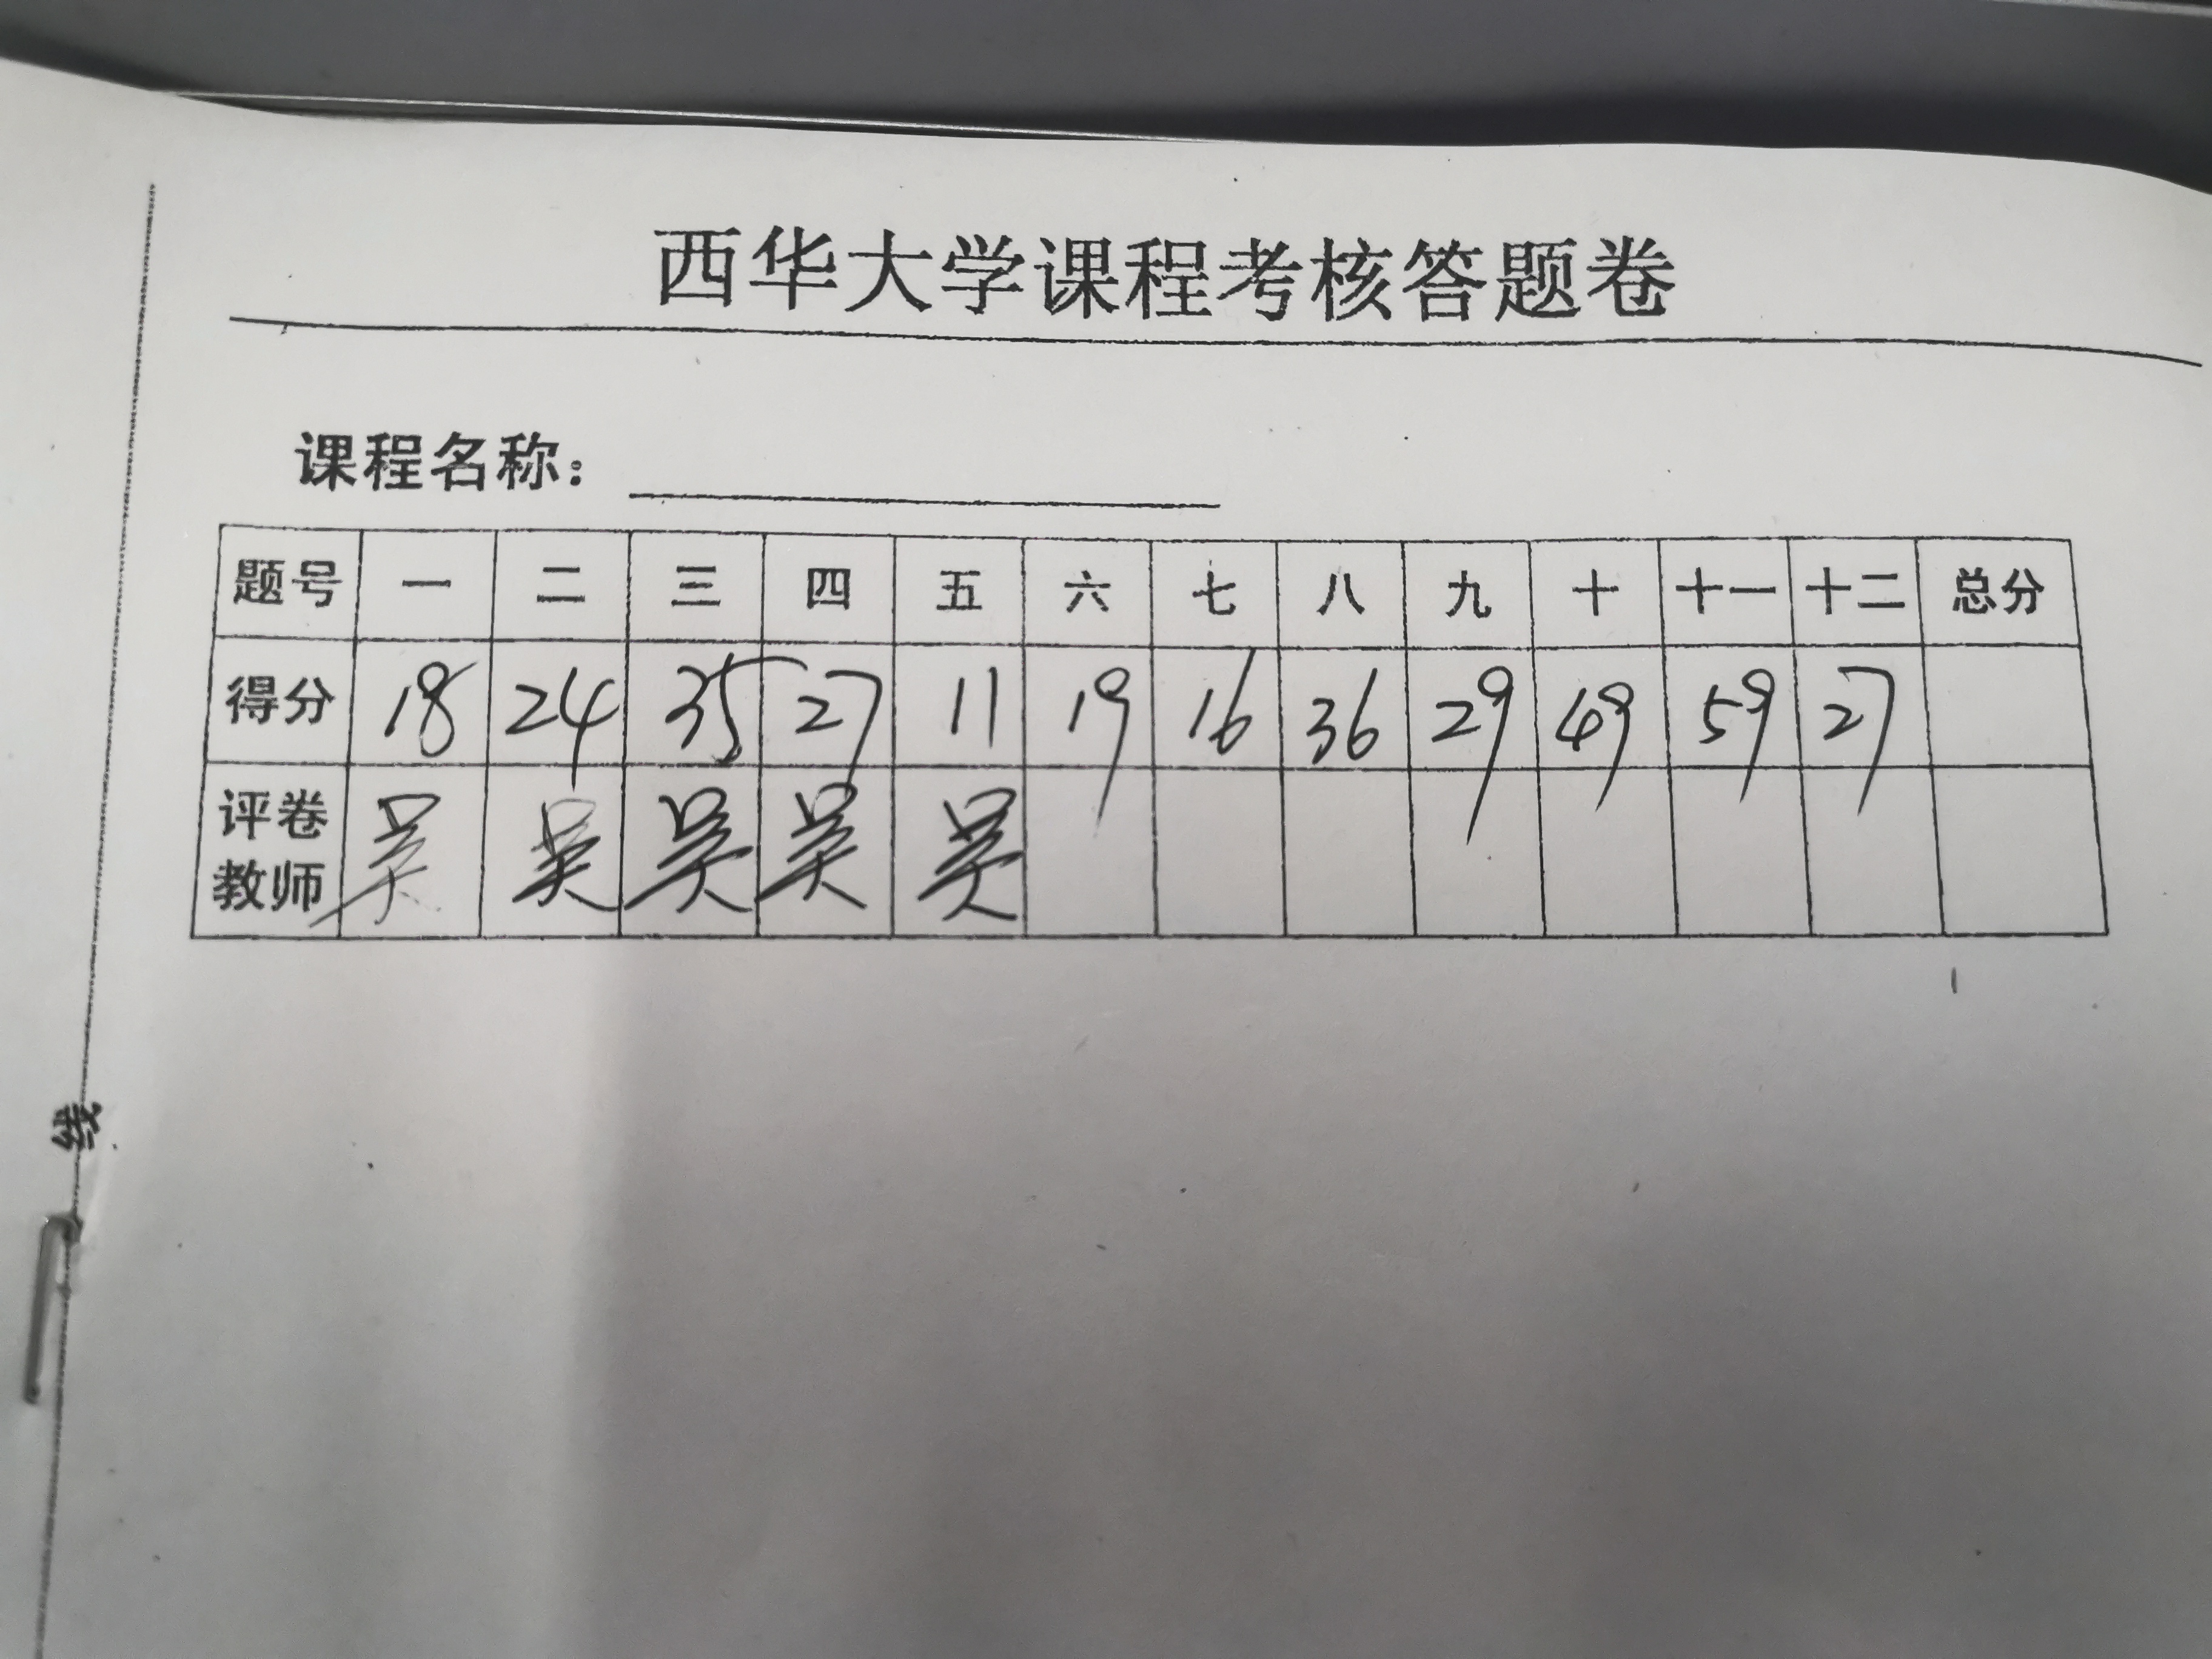 西华大学课程考核答题卷
课程名称：
题号 一 二 三 四 五 六 七 八 九 十 十一 十二 总分
得分 18 24 35 27 11 19 16 36 29 49 59 27
评卷教师 吴 吴 吴 吴 吴
线